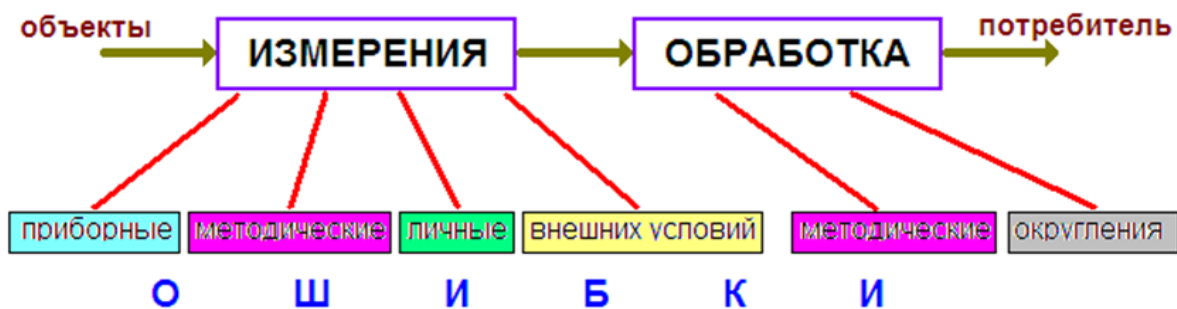 объекты
ИЗМЕРЕНИЯ
ОБРАБОТКА
потребитель
приборные
методические
личные
внешних условий
методические
округления
О Ш И Б К И